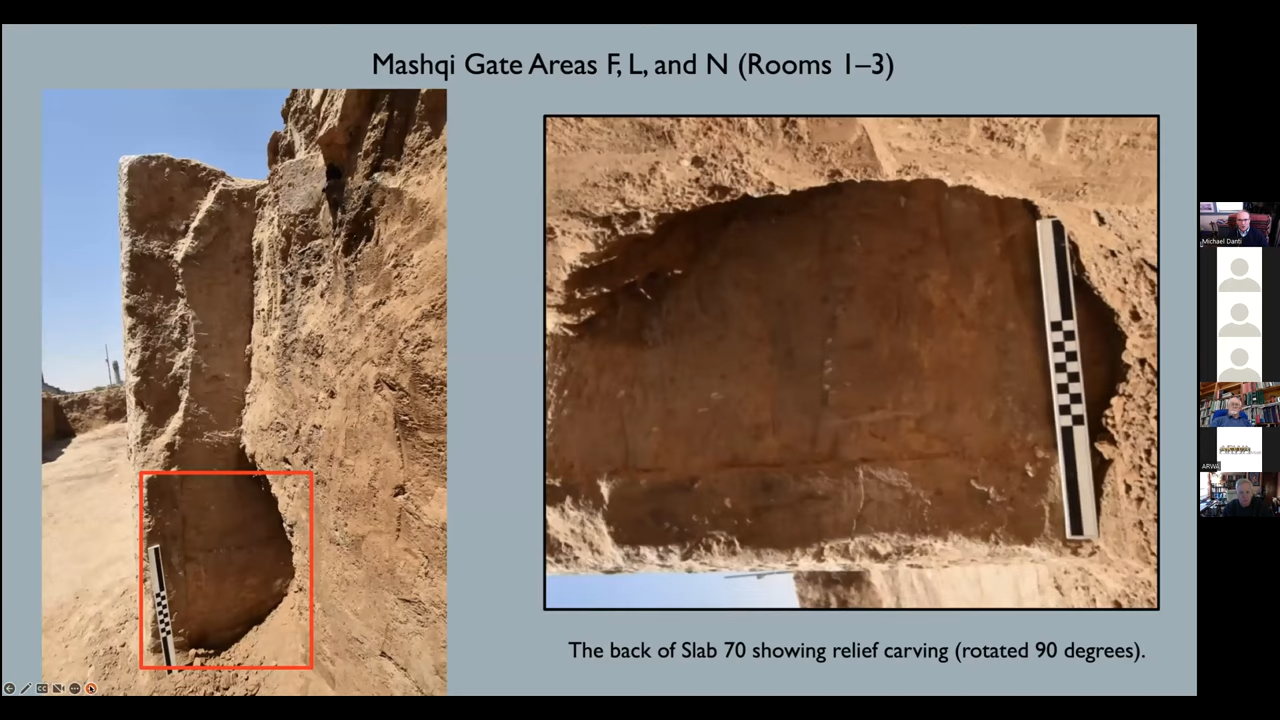 Mashqi Gate Areas F, L, and N (Rooms 1–3)
The back of Slab 70 showing relief carving (rotated 90 degrees).
Michael Danti
ARWA